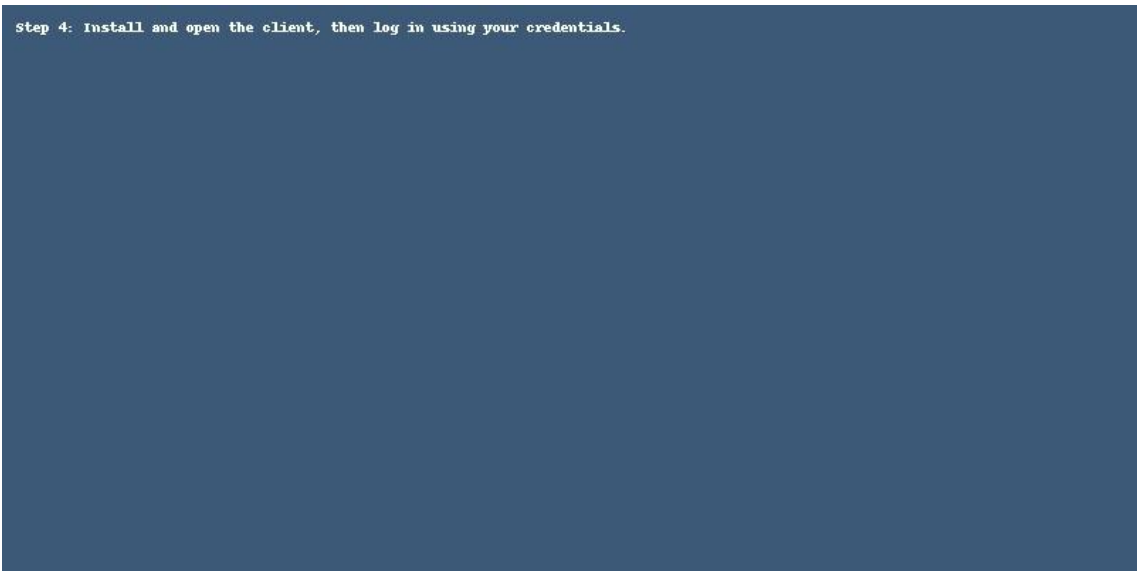 Step 4: Install and open the client, then log in using your credentials.